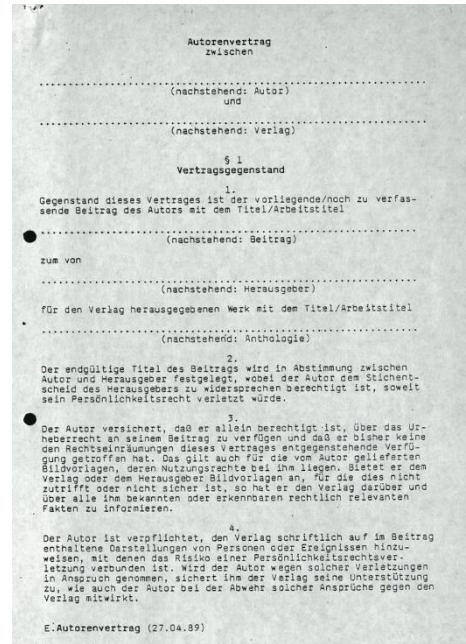 Autorenvertrag
zwischen
................................................
(nachstehend: Autor)
und
................................................
(nachstehend: Verlag)
§ 1
Vertragsgegenstand
1.
Gegenstand dieses Vertrages ist der vorliegende/noch zu verfas-
sende Beitrag des Autors mit dem Titel/Arbeitstitel
................................................
(nachstehend: Beitrag)
zum von
................................................
(nachstehend: Herausgeber)
für den Verlag herausgegebenen Werk mit dem Titel/Arbeitstitel
................................................
(nachstehend: Anthologie)
2.
Der endgültige Titel des Beitrags wird in Abstimmung zwischen
Autor und Herausgeber festgelegt, wobei der Autor dem Stichent-
scheid des Herausgebers zu widersprechen berechtigt ist, soweit
sein Persönlichkeitsrecht verletzt würde.
3.
Der Autor versichert, daß er allein berechtigt ist, über das Ur-
heberrecht an seinem Beitrag zu verfügen und daß er bisher keine
den Rechtseinräumungen dieses Vertrages entgegenstehende Verfü-
gung getroffen hat. Das gilt auch für die vom Autor gelieferten
Bildvorlagen, deren Nutzungsrechte bei ihm liegen. Bietet er dem
Verlag oder dem Herausgeber Bildvorlagen an, für die dies nicht
zutrifft oder nicht sicher ist, so hat er den Verlag darüber und
über alle ihm bekannten oder erkennbaren rechtlich relevanten
Fakten zu informieren.
4.
Der Autor ist verpflichtet, den Verlag schriftlich auf im Beitrag
enthaltene Darstellungen von Personen oder Ereignissen hinzu-
weisen, mit denen das Risiko einer Persönlichkeitsrechtsver-
letzung verbunden ist. Wird der Autor wegen solcher Verletzungen
in Anspruch genommen, sichert ihm der Verlag seine Unterstützung
zu, wie auch der Autor bei der Abwehr solcher Ansprüche gegen den
Verlag mitwirkt.
E.Autorenvertrag (27.04.89)